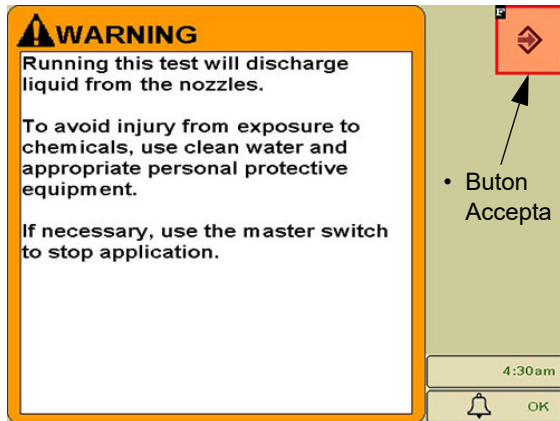 WARNING
Running this test will discharge
liquid from the nozzles.
To avoid injury from exposure to
chemicals, use clean water and
appropriate personal protective
equipment.
If necessary, use the master switch
to stop application.
F
• Buton
Accepta
4:30am
OK